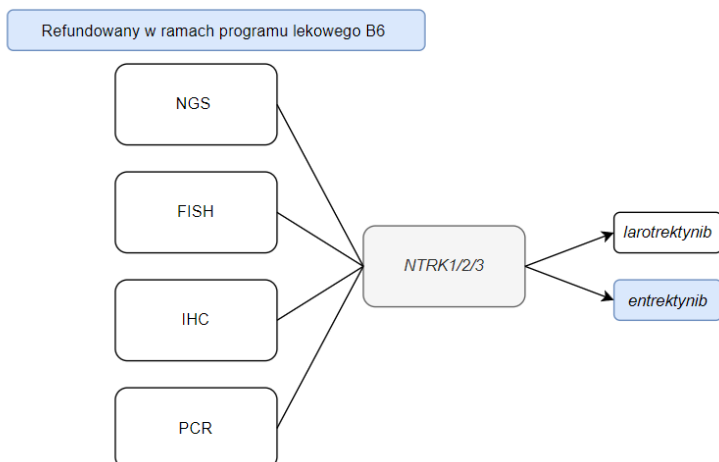 Refundowany w ramach programu lekowego B6
NGS
FISH
IHC
PCR
NTRK1/2/3
larotrektynib
entrektynib